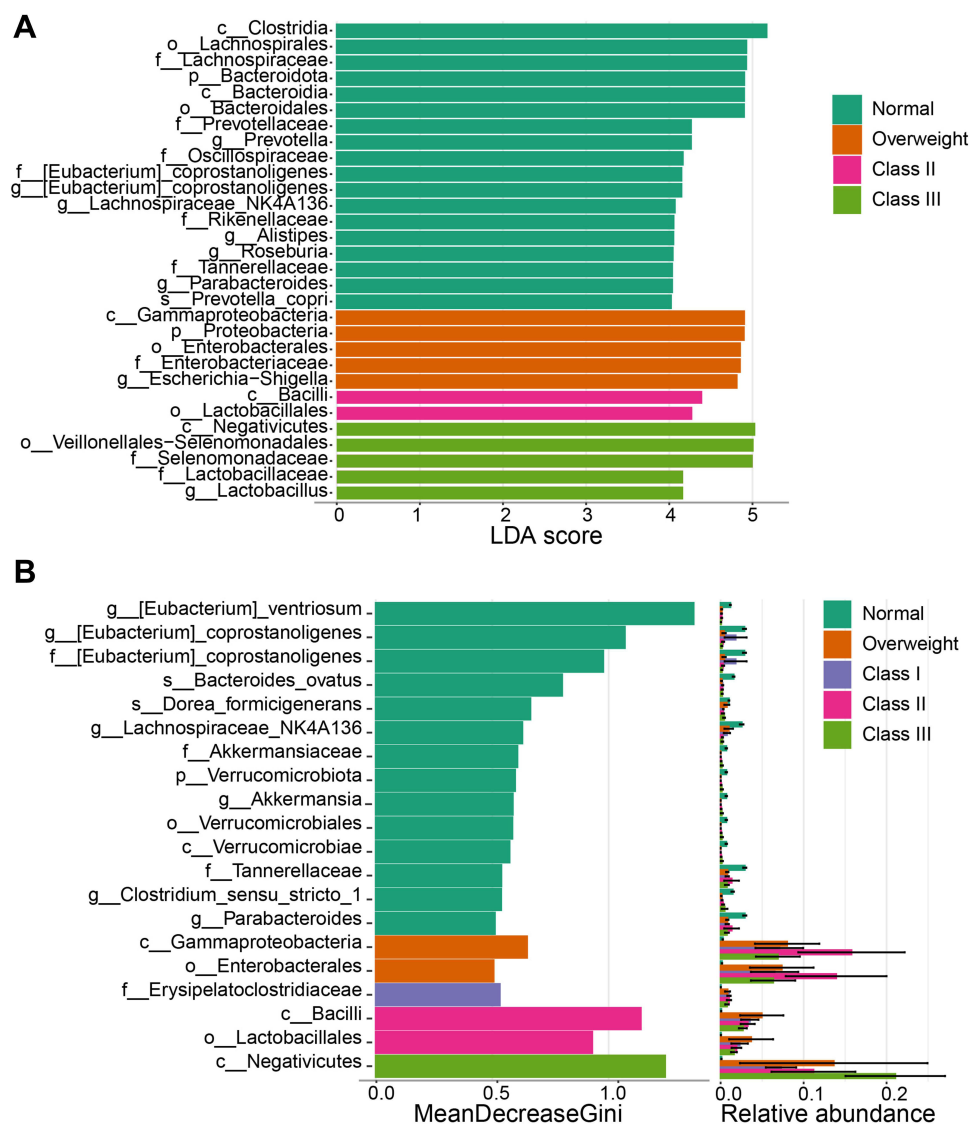 A
c__Clostridia
o__Lachnospirales
f__Lachnospiraceae
p__Bacteroidota
c__Bacteroidia
o__Bacteroidales
f__Prevotellaceae
g__Prevotella
f__Oscillospiraceae
f__[Eubacterium]_coprostanoligenes
g__[Eubacterium]_coprostanoligenes
g__Lachnospiraceae_NK4A136
f__Rikenellaceae
g__Alistipes
g__Roseburia
f__Tannerellaceae
g__Parabacteroides
s__Prevotella_copri
c__Gammaproteobacteria
p__Proteobacteria
o__Enterobacterales
f__Enterobacteriaceae
g__Escherichia−Shigella
c__Bacilli
o__Lactobacillales
c__Negativicutes
o__Veillonellales−Selenomonadales
f__Selenomonadaceae
f__Lactobacillaceae
g__Lactobacillus
0 1 2 3 4 5
LDA score
Normal
Overweight
Class II
Class III
B
g__[Eubacterium]_ventriosum
g__[Eubacterium]_coprostanoligenes
f__[Eubacterium]_coprostanoligenes
s__Bacteroides_ovatus
s__Dorea_formicigenerans
g__Lachnospiraceae_NK4A136
f__Akkermansiaceae
p__Verrucomicrobiota
g__Akkermansia
o__Verrucomicrobiales
c__Verrucomicrobiae
f__Tannerellaceae
g__Clostridium_sensu_stricto_1
g__Parabacteroides
c__Gammaproteobacteria
o__Enterobacterales
f__Erysipelatoclostridiaceae
c__Bacilli
o__Lactobacillales
c__Negativicutes
0.0 0.5 1.0
MeanDecreaseGini
0.0 0.1 0.2
Relative abundance
Normal
Overweight
Class I
Class II
Class III